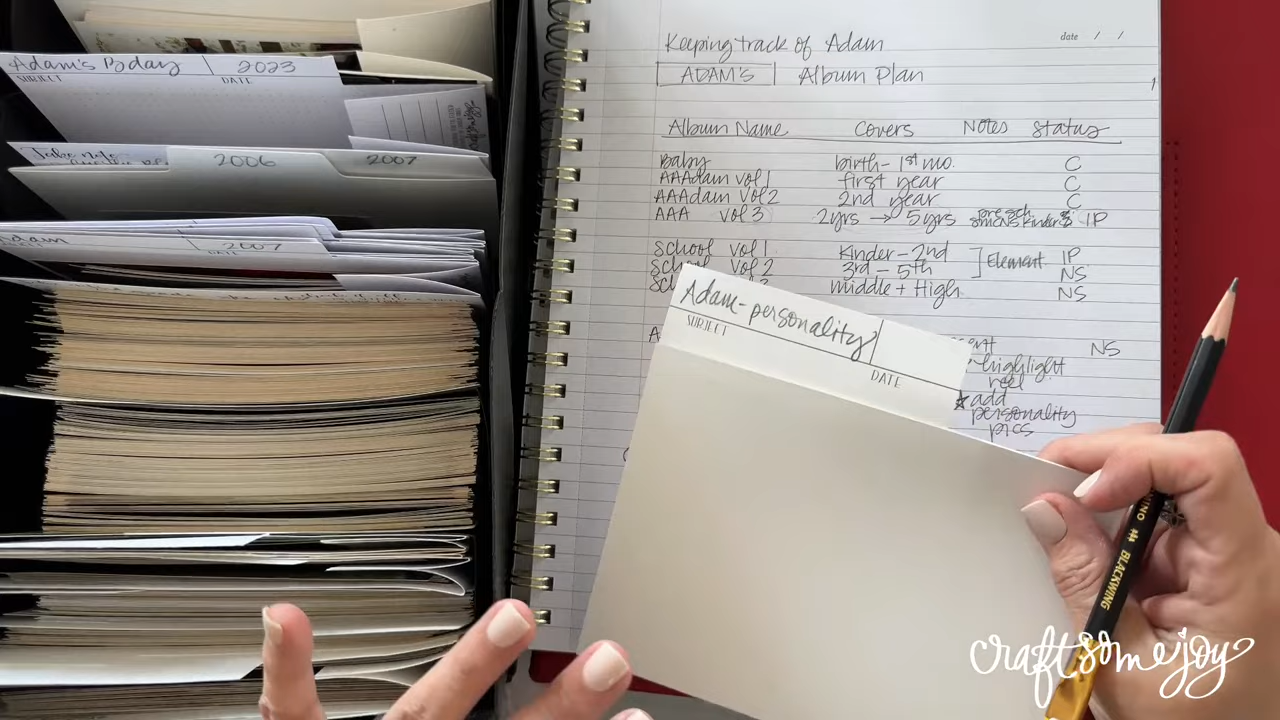 Adam's Bday | 2023
SUBJECT DATE
2006 2007
Adam 2007
Keeping track of Adam
date / /
ADAM'S | Album Plan
Album Name Covers Notes Status
Baby birth - 1st mo. C
AAAdam vol 1 first year C
AAAdam vol 2 2nd year C
AAA vol 3 2yrs → 5yrs IP
School vol 1 Kinder - 2nd ] Element IP
vol 2 3rd - 5th NS
vol 3 middle + High NS
NS
highlight
reel
add
personality
pics
Adam-personality
SUBJECT DATE
BLACKWING
craftsomejoy